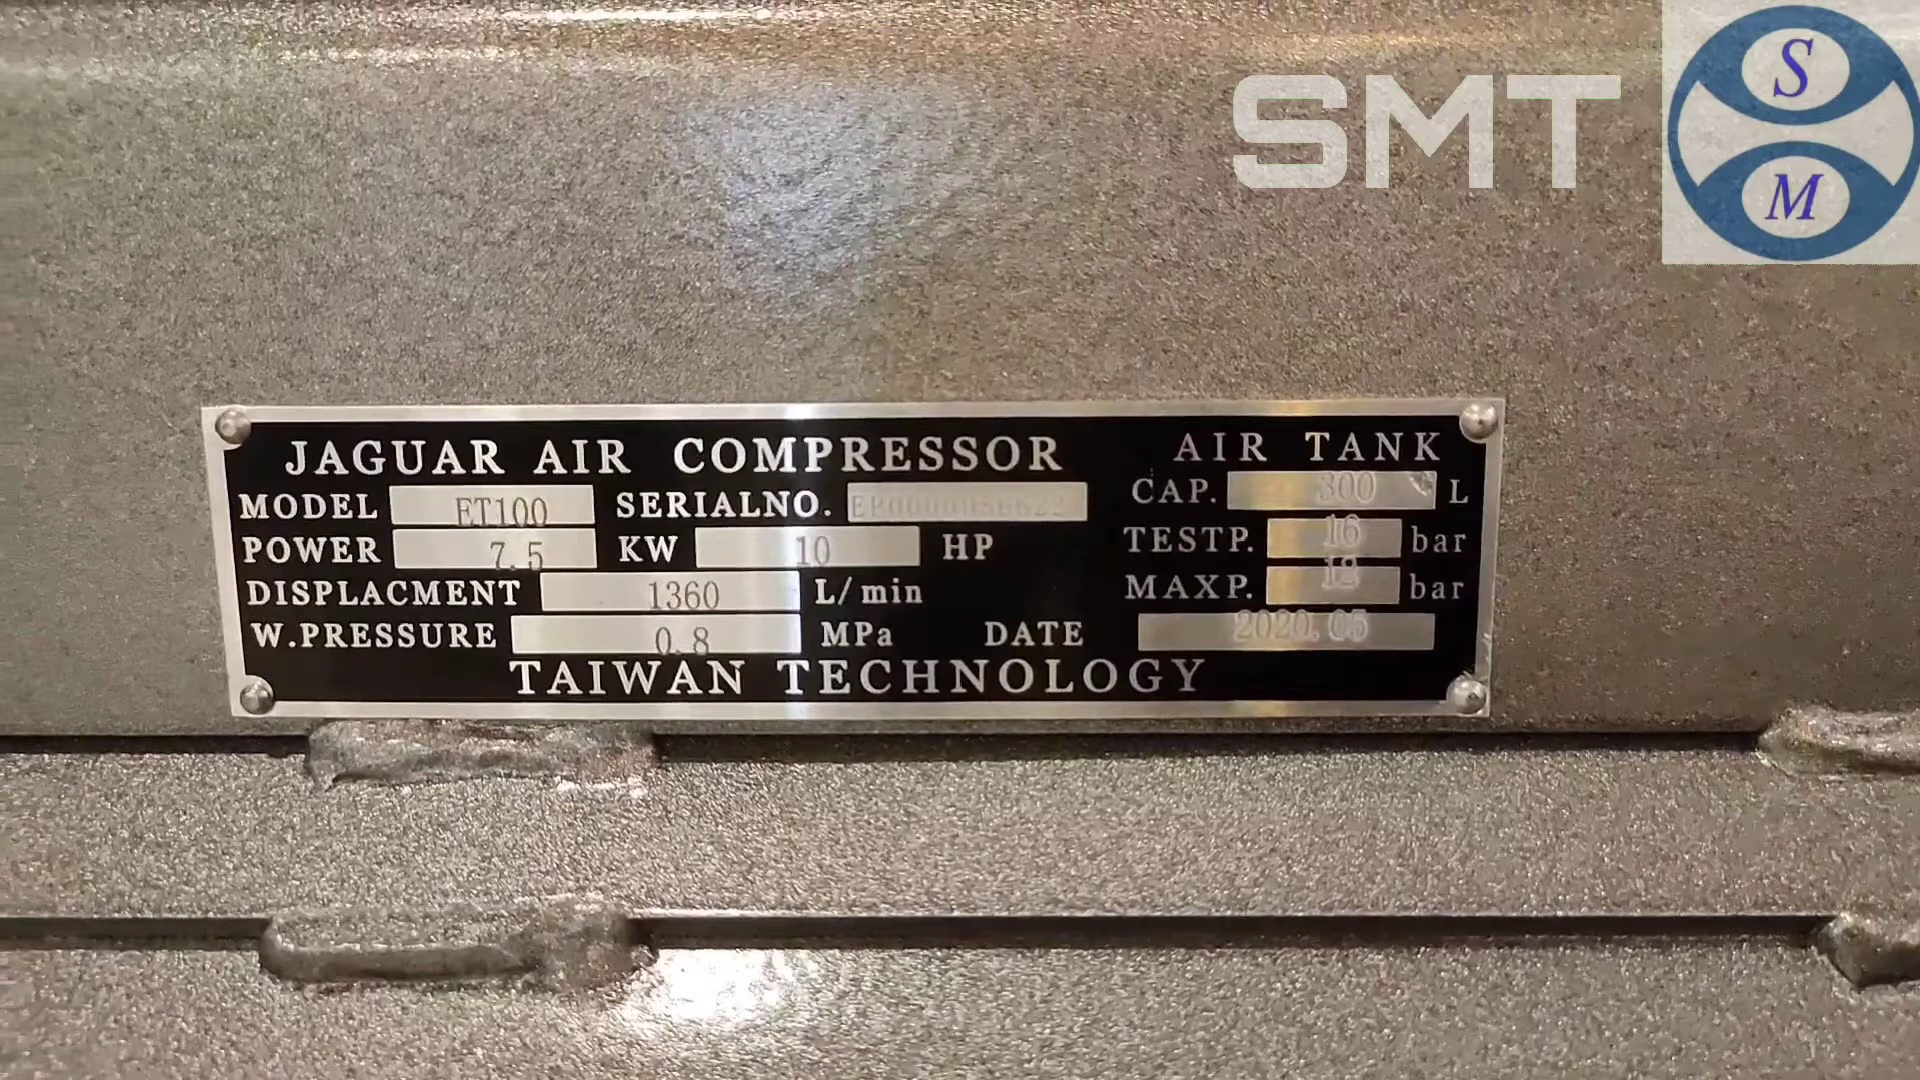 SMT
S
M
JAGUAR AIR COMPRESSOR
MODEL ET100 SERIALNO.
POWER 7.5 KW 10 HP
DISPLACMENT 1360 L/min
W.PRESSURE 0.8 MPa DATE 2020.05
TAIWAN TECHNOLOGY
AIR TANK
CAP. 300 L
TESTP. 16 bar
MAXP. bar